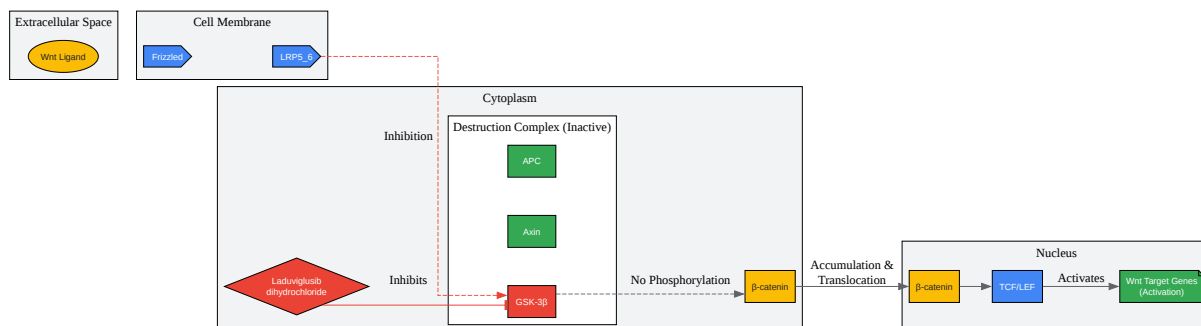 Extracellular Space
Wnt Ligand
Cell Membrane
Frizzled
LRP5_6
Cytoplasm
Inhibition
Destruction Complex (Inactive)
APC
Axin
Laduviglusib
dihydrochloride
Inhibits
GSK-3β
No Phosphorylation
β-catenin
Accumulation &
Translocation
Nucleus
β-catenin
TCF/LEF
Activates
Wnt Target Genes
(Activation)